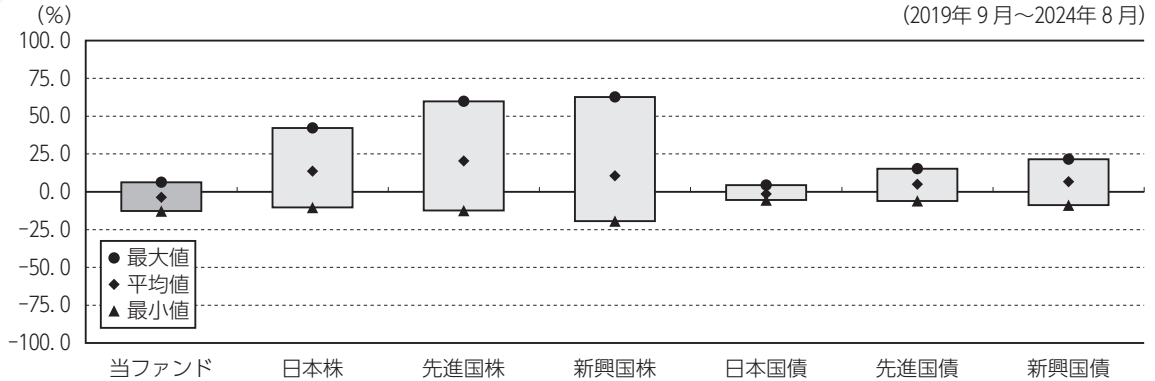 (%)
(2019年9月～2024年8月)
100.0
75.0
50.0
25.0
0.0
-25.0
-50.0
-75.0
-100.0
● 最大値
◆ 平均値
▲ 最小値
当ファンド 日本株 先進国株 新興国株 日本国債 先進国債 新興国債